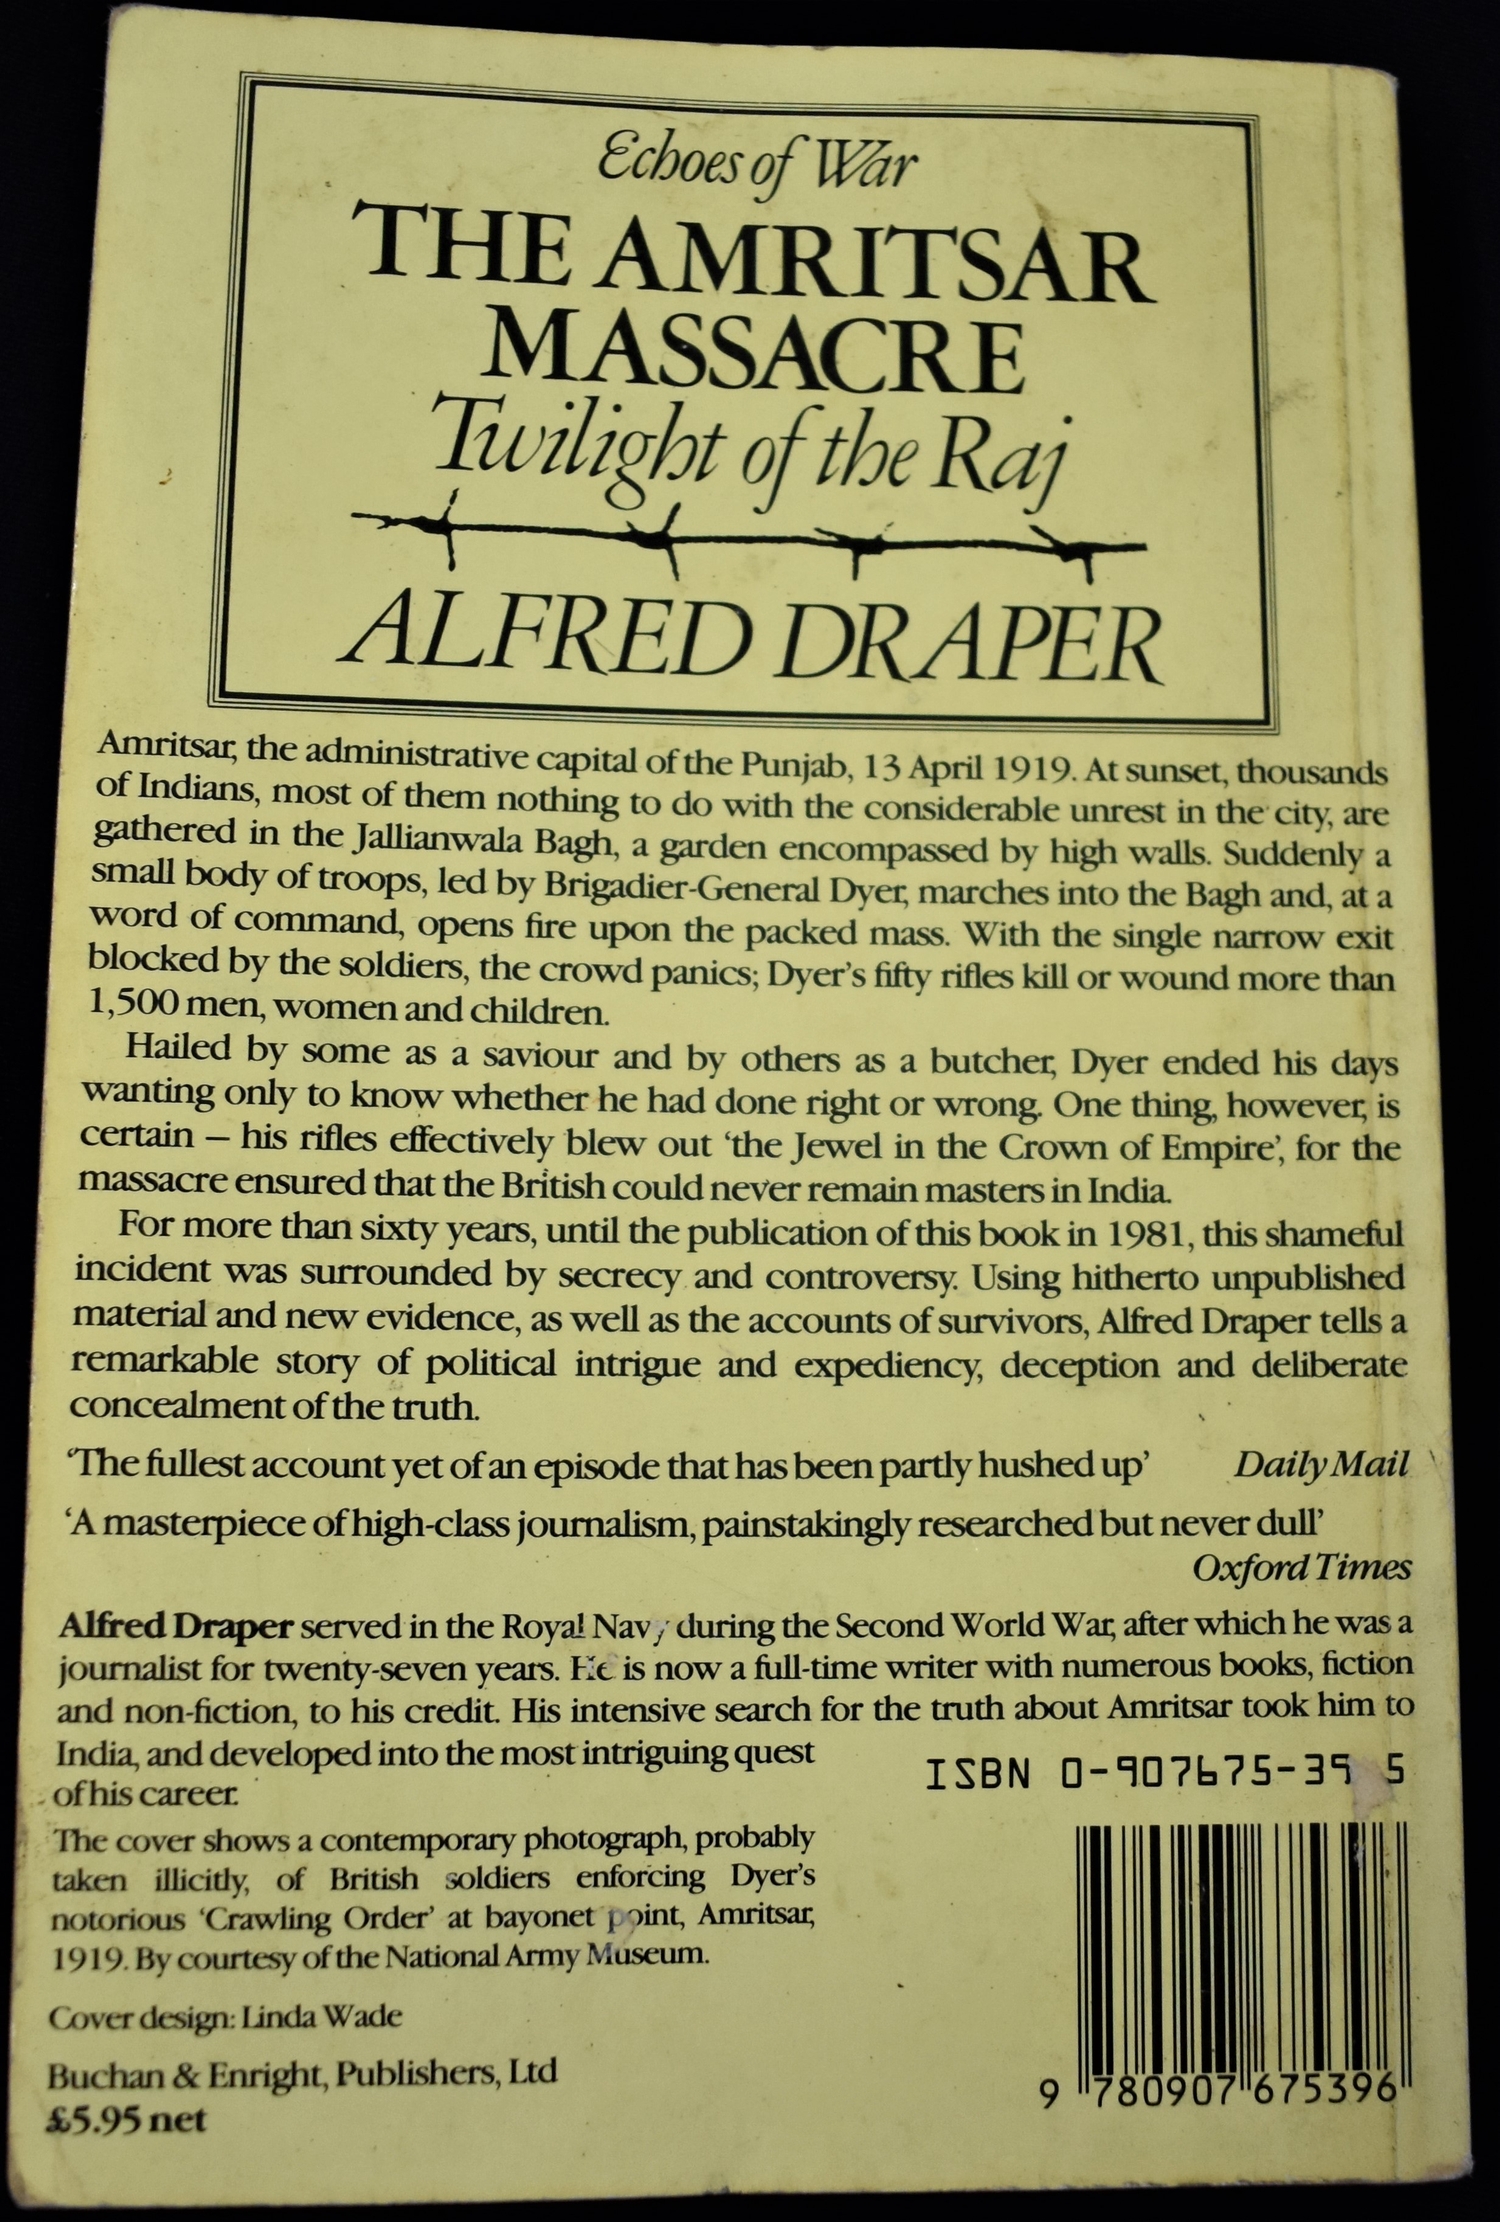 Echoes of War
THE AMRITSAR
MASSACRE
Twilight of the Raj
ALFRED DRAPER
Amritsar, the administrative capital of the Punjab, 13 April 1919. At sunset, thousands
of Indians, most of them nothing to do with the considerable unrest in the city, are
gathered in the Jallianwala Bagh, a garden encompassed by high walls. Suddenly a
small body of troops, led by Brigadier-General Dyer, marches into the Bagh and, at a
word of command, opens fire upon the packed mass. With the single narrow exit
blocked by the soldiers, the crowd panics; Dyer's fifty rifles kill or wound more than
1,500 men, women and children.
Hailed by some as a saviour and by others as a butcher, Dyer ended his days
wanting only to know whether he had done right or wrong. One thing, however, is
certain – his rifles effectively blew out 'the Jewel in the Crown of Empire', for the
massacre ensured that the British could never remain masters in India.
For more than sixty years, until the publication of this book in 1981, this shameful
incident was surrounded by secrecy and controversy. Using hitherto unpublished
material and new evidence, as well as the accounts of survivors, Alfred Draper tells a
remarkable story of political intrigue and expediency, deception and deliberate
concealment of the truth.
'The fullest account yet of an episode that has been partly hushed up' Daily Mail
'A masterpiece of high-class journalism, painstakingly researched but never dull'
Oxford Times
Alfred Draper served in the Royal Navy during the Second World War, after which he was a
journalist for twenty-seven years. He is now a full-time writer with numerous books, fiction
and non-fiction, to his credit. His intensive search for the truth about Amritsar took him to
India, and developed into the most intriguing quest
of his career.
ISBN 0-907675-39 5
The cover shows a contemporary photograph, probably
taken illicitly, of British soldiers enforcing Dyer's
notorious 'Crawling Order' at bayonet point, Amritsar,
1919. By courtesy of the National Army Museum.
Cover design: Linda Wade
Buchan & Enright, Publishers, Ltd
£5.95 net
9 780907 675396